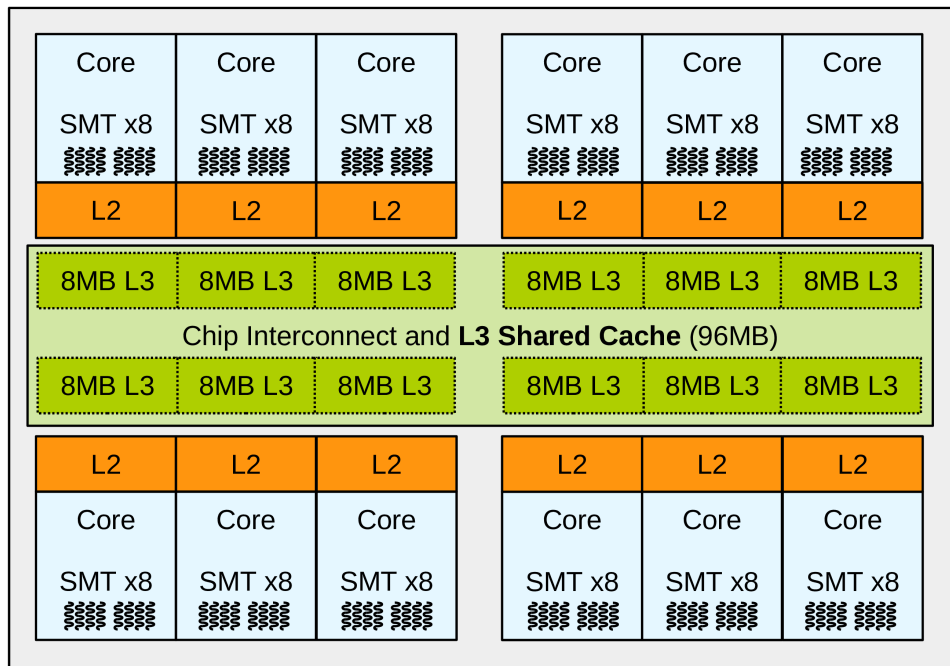 Core Core Core Core Core Core
SMT x8 SMT x8 SMT x8 SMT x8 SMT x8 SMT x8
L2 L2 L2 L2 L2 L2
8MB L3 8MB L3 8MB L3 8MB L3 8MB L3 8MB L3
Chip Interconnect and L3 Shared Cache (96MB)
8MB L3 8MB L3 8MB L3 8MB L3 8MB L3 8MB L3
L2 L2 L2 L2 L2 L2
Core Core Core Core Core Core
SMT x8 SMT x8 SMT x8 SMT x8 SMT x8 SMT x8